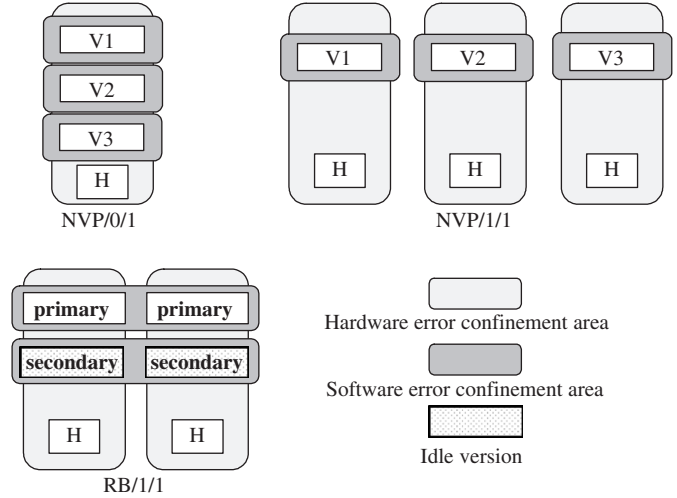 V1
V2
V3
H
NVP/0/1
V1 V2 V3
H H H
NVP/1/1
primary primary
secondary secondary
H H
RB/1/1
Hardware error confinement area
Software error confinement area
Idle version